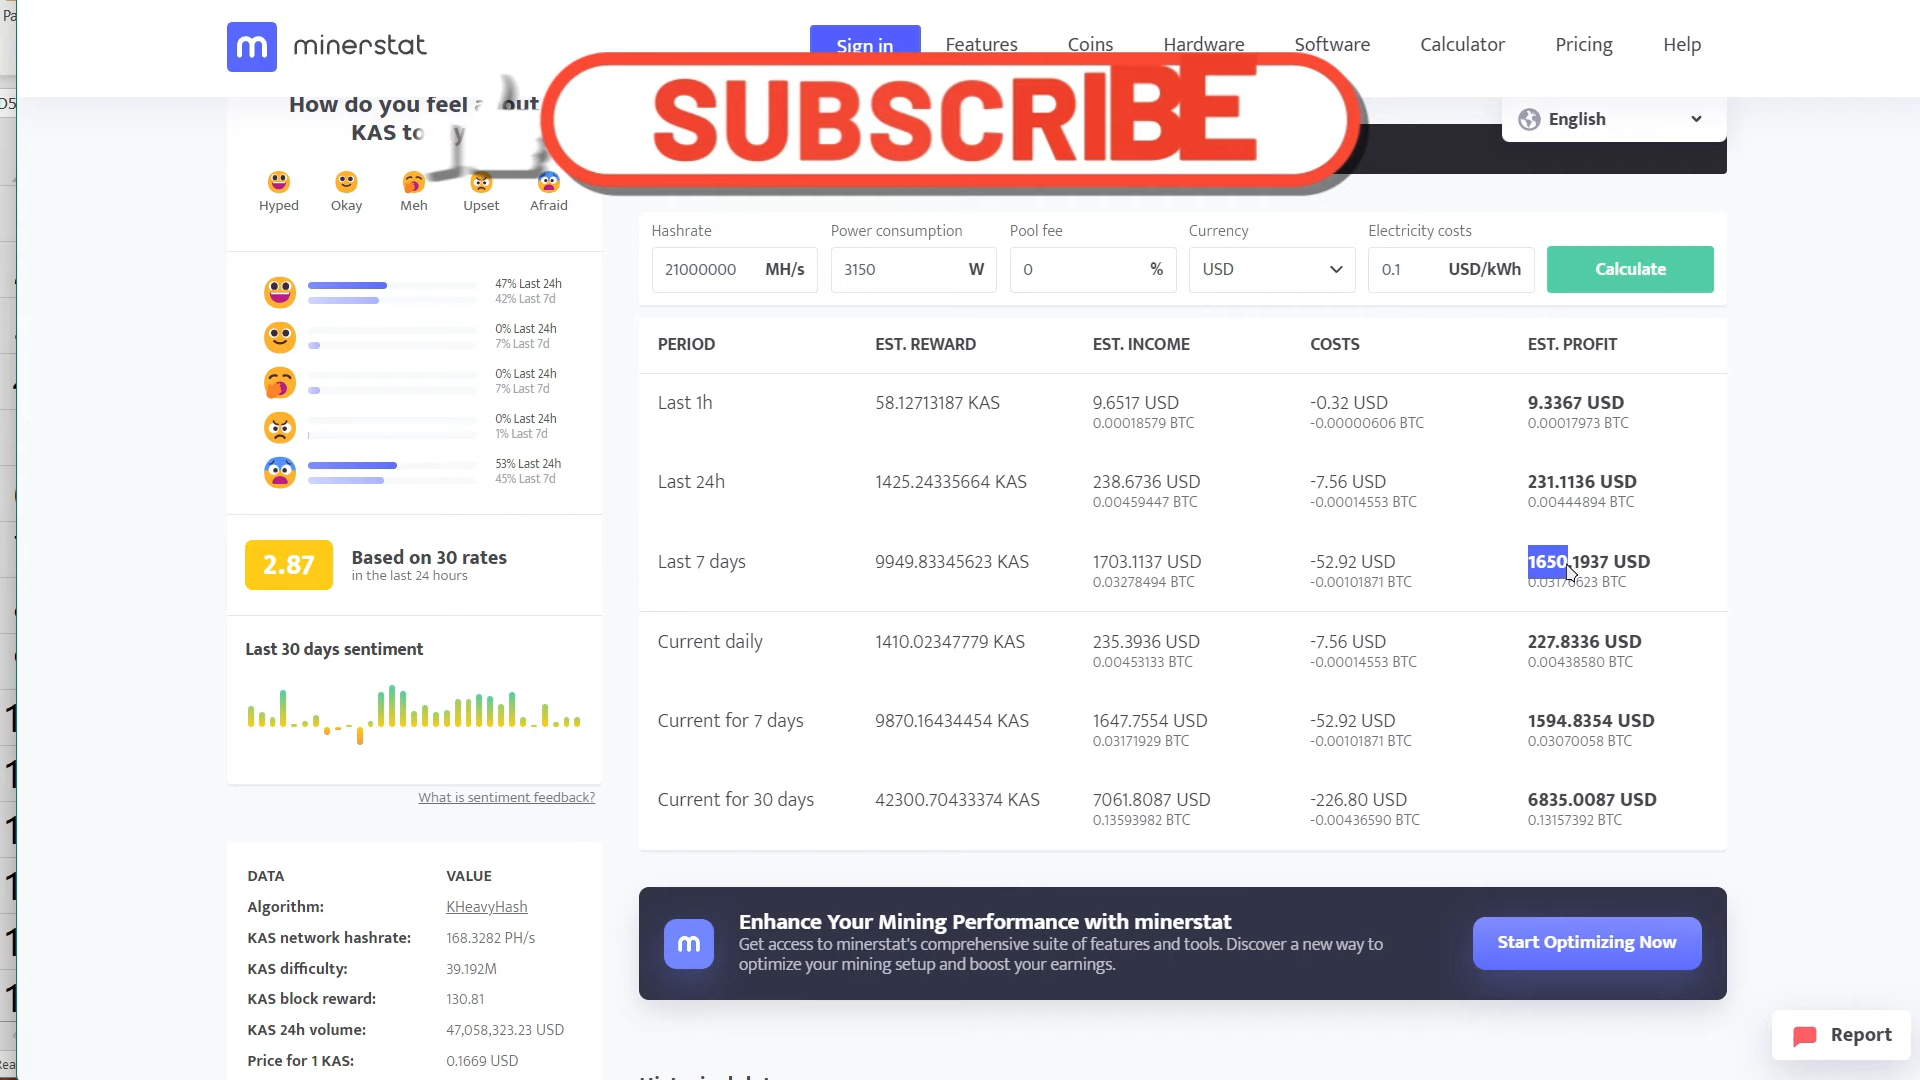 Pa
minerstat
Sign in
Features
Coins
Hardware
Software
Calculator
Pricing
Help
SUBSCRIBE
English
How do you feel
KAS
Hyped
Okay
Meh
Upset
Afraid
47% Last 24h
42% Last 7d
0% Last 24h
7% Last 7d
0% Last 24h
7% Last 7d
0% Last 24h
1% Last 7d
53% Last 24h
45% Last 7d
2.87
Based on 30 rates
in the last 24 hours
Last 30 days sentiment
What is sentiment feedback?
DATA VALUE
Algorithm: KHeavyHash
KAS network hashrate: 168.3282 PH/s
KAS difficulty: 39.192M
KAS block reward: 130.81
KAS 24h volume: 47,058,323.23 USD
Price for 1 KAS: 0.1669 USD
Hashrate Power consumption Pool fee Currency Electricity costs
21000000 MH/s 3150 W 0 % USD 0.1 USD/kWh Calculate
PERIOD EST. REWARD EST. INCOME COSTS EST. PROFIT
Last 1h 58.12713187 KAS 9.6517 USD -0.32 USD 9.3367 USD
0.00018579 BTC -0.00000606 BTC 0.00017973 BTC
Last 24h 1425.24335664 KAS 238.6736 USD -7.56 USD 231.1136 USD
0.00459447 BTC -0.00014553 BTC 0.00444894 BTC
Last 7 days 9949.83345623 KAS 1703.1137 USD -52.92 USD 1650.1937 USD
0.03278494 BTC -0.00101871 BTC 0.03176623 BTC
Current daily 1410.02347779 KAS 235.3936 USD -7.56 USD 227.8336 USD
0.00453133 BTC -0.00014553 BTC 0.00438580 BTC
Current for 7 days 9870.16434454 KAS 1647.7554 USD -52.92 USD 1594.8354 USD
0.03171929 BTC -0.00101871 BTC 0.03070058 BTC
Current for 30 days 42300.70433374 KAS 7061.8087 USD -226.80 USD 6835.0087 USD
0.13593982 BTC -0.00436590 BTC 0.13157392 BTC
Enhance Your Mining Performance with minerstat
Get access to minerstat's comprehensive suite of features and tools. Discover a new way to
optimize your mining setup and boost your earnings.
Start Optimizing Now
Report